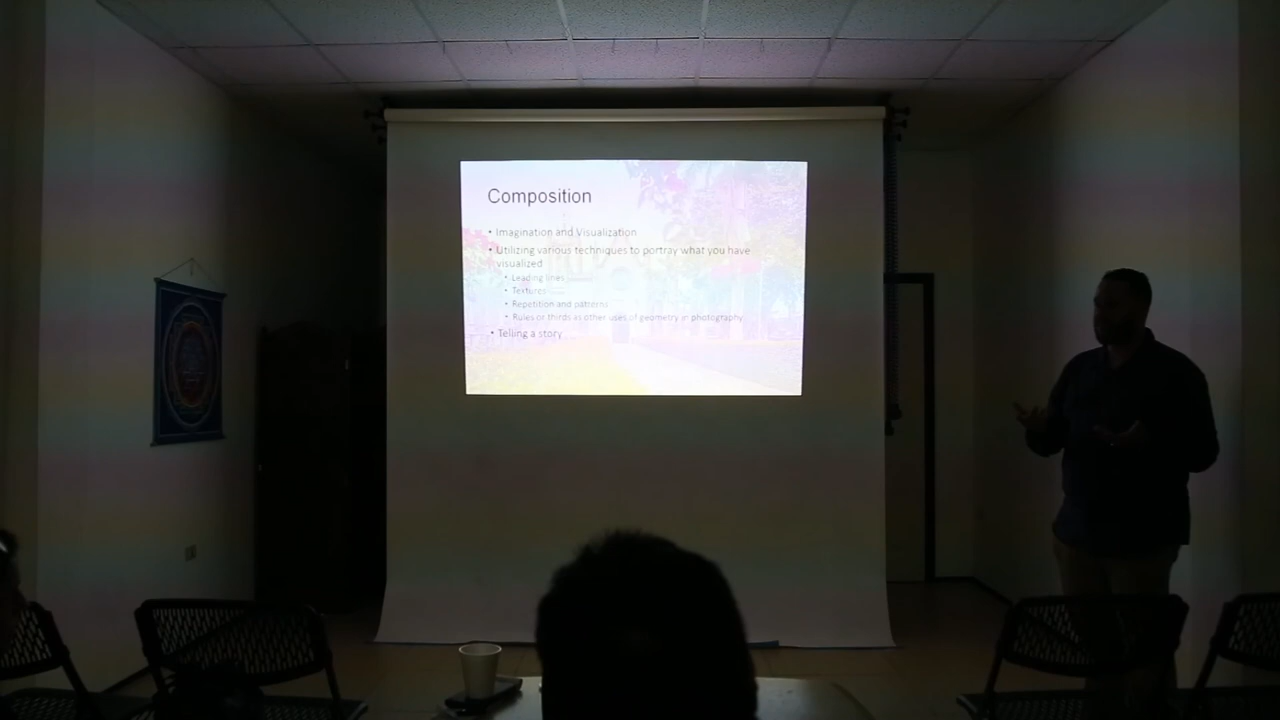 Composition
• Imagination and Visualization
• Utilizing various techniques to portray what you have
visualized
• Leading lines
• Textures
• Repetition and patterns
• Rules or thirds as other uses of geometry in photography
• Telling a story